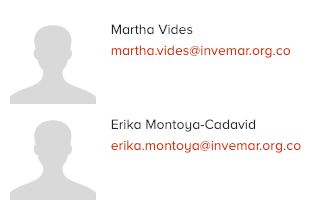 Martha Vides
martha.vides@invemar.org.co
Erika Montoya-Cadavid
erika.montoya@invemar.org.co